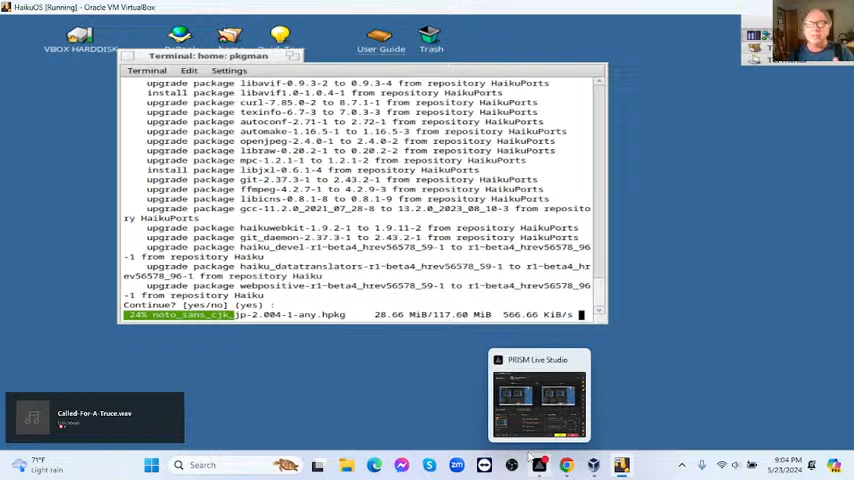 HaikuOS [Running] - Oracle VM VirtualBox
VBOX HARDDISK
User Guide
Trash
Terminal: home: pkgman
Terminal Edit Settings
upgrade package libavif-0.9.3-2 to 0.9.3-4 from repository HaikuPorts
install package libavif1.0-1.0.4-1 from repository HaikuPorts
upgrade package curl-7.85.0-2 to 8.7.1-1 from repository HaikuPorts
upgrade package texinfo-6.7-3 to 7.0.3-3 from repository HaikuPorts
upgrade package autoconf-2.71-1 to 2.72-1 from repository HaikuPorts
upgrade package automake-1.16.5-1 to 1.16.5-3 from repository HaikuPorts
upgrade package openjpeg-2.4.0-1 to 2.4.0-2 from repository HaikuPorts
upgrade package libraw-0.20.2-1 to 0.20.2-2 from repository HaikuPorts
upgrade package mpc-1.2.1-1 to 1.2.1-2 from repository HaikuPorts
install package libjxl-0.6.1-4 from repository HaikuPorts
upgrade package git-2.37.3-1 to 2.43.2-1 from repository HaikuPorts
upgrade package ffmpeg-4.2.7-1 to 4.2.9-3 from repository HaikuPorts
upgrade package libicns-0.8.1-8 to 0.8.1-9 from repository HaikuPorts
upgrade package gcc-11.2.0_2021_07_28-8 to 13.2.0_2023_08_10-3 from reposito
ry HaikuPorts
upgrade package haikuwebkit-1.9.2-1 to 1.9.11-2 from repository HaikuPorts
upgrade package git_daemon-2.37.3-1 to 2.43.2-1 from repository HaikuPorts
upgrade package haiku_devel-r1~beta4_hrev56578_59-1 to r1~beta4_hrev56578_96
-1 from repository Haiku
upgrade package haiku_datatranslators-r1~beta4_hrev56578_59-1 to r1~beta4_hr
ev56578_96-1 from repository Haiku
upgrade package webpositive-r1~beta4_hrev56578_59-1 to r1~beta4_hrev56578_96
-1 from repository Haiku
Continue? [yes/no] (yes) :
24% noto_sans_cjk_jp-2.004-1-any.hpkg 28.66 MiB/117.60 MiB 566.66 KiB/s
PRISM Live Studio
Called-For-A-Truce.wav
Unknown
71°F
Light rain
Search
9:04 PM
5/23/2024